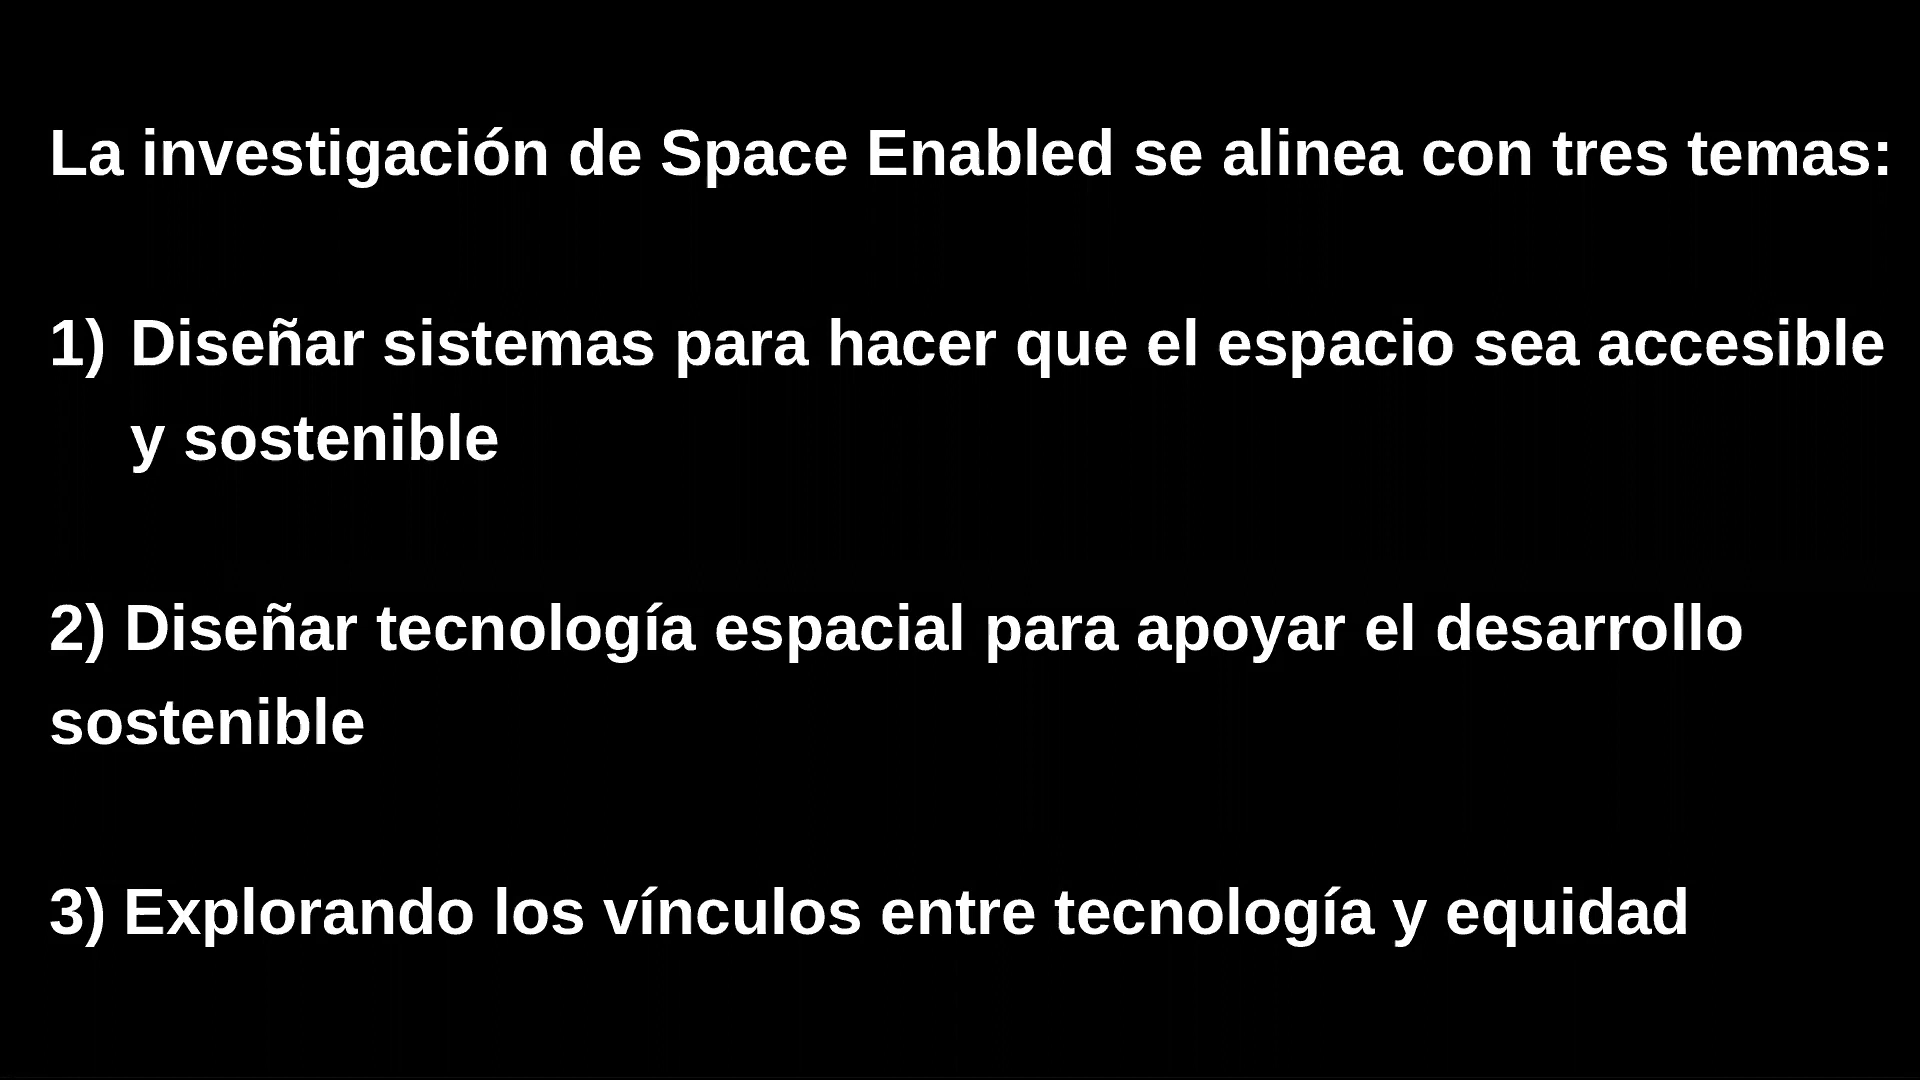 La investigación de Space Enabled se alinea con tres temas:
1) Diseñar sistemas para hacer que el espacio sea accesible
y sostenible
2) Diseñar tecnología espacial para apoyar el desarrollo
sostenible
3) Explorando los vínculos entre tecnología y equidad